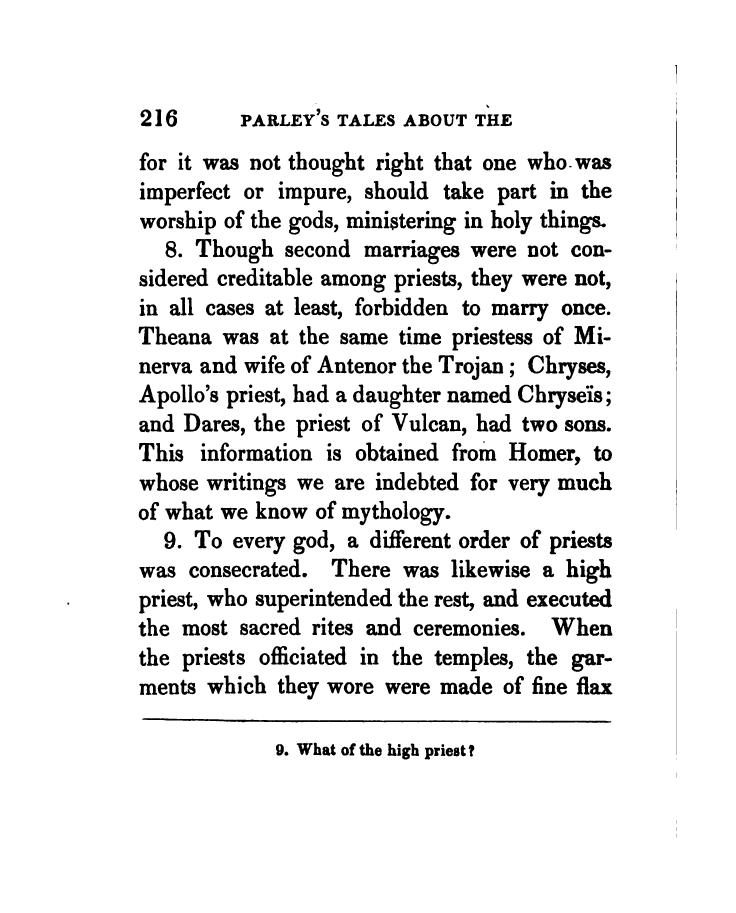 216 PARLEY'S TALES ABOUT THE
for it was not thought right that one who was
imperfect or impure, should take part in the
worship of the gods, ministering in holy things.
8. Though second marriages were not con-
sidered creditable among priests, they were not,
in all cases at least, forbidden to marry once.
Theana was at the same time priestess of Mi-
nerva and wife of Antenor the Trojan; Chryses,
Apollo's priest, had a daughter named Chryseïs;
and Dares, the priest of Vulcan, had two sons.
This information is obtained from Homer, to
whose writings we are indebted for very much
of what we know of mythology.
9. To every god, a different order of priests
was consecrated. There was likewise a high
priest, who superintended the rest, and executed
the most sacred rites and ceremonies. When
the priests officiated in the temples, the gar-
ments which they wore were made of fine flax
9. What of the high priest?